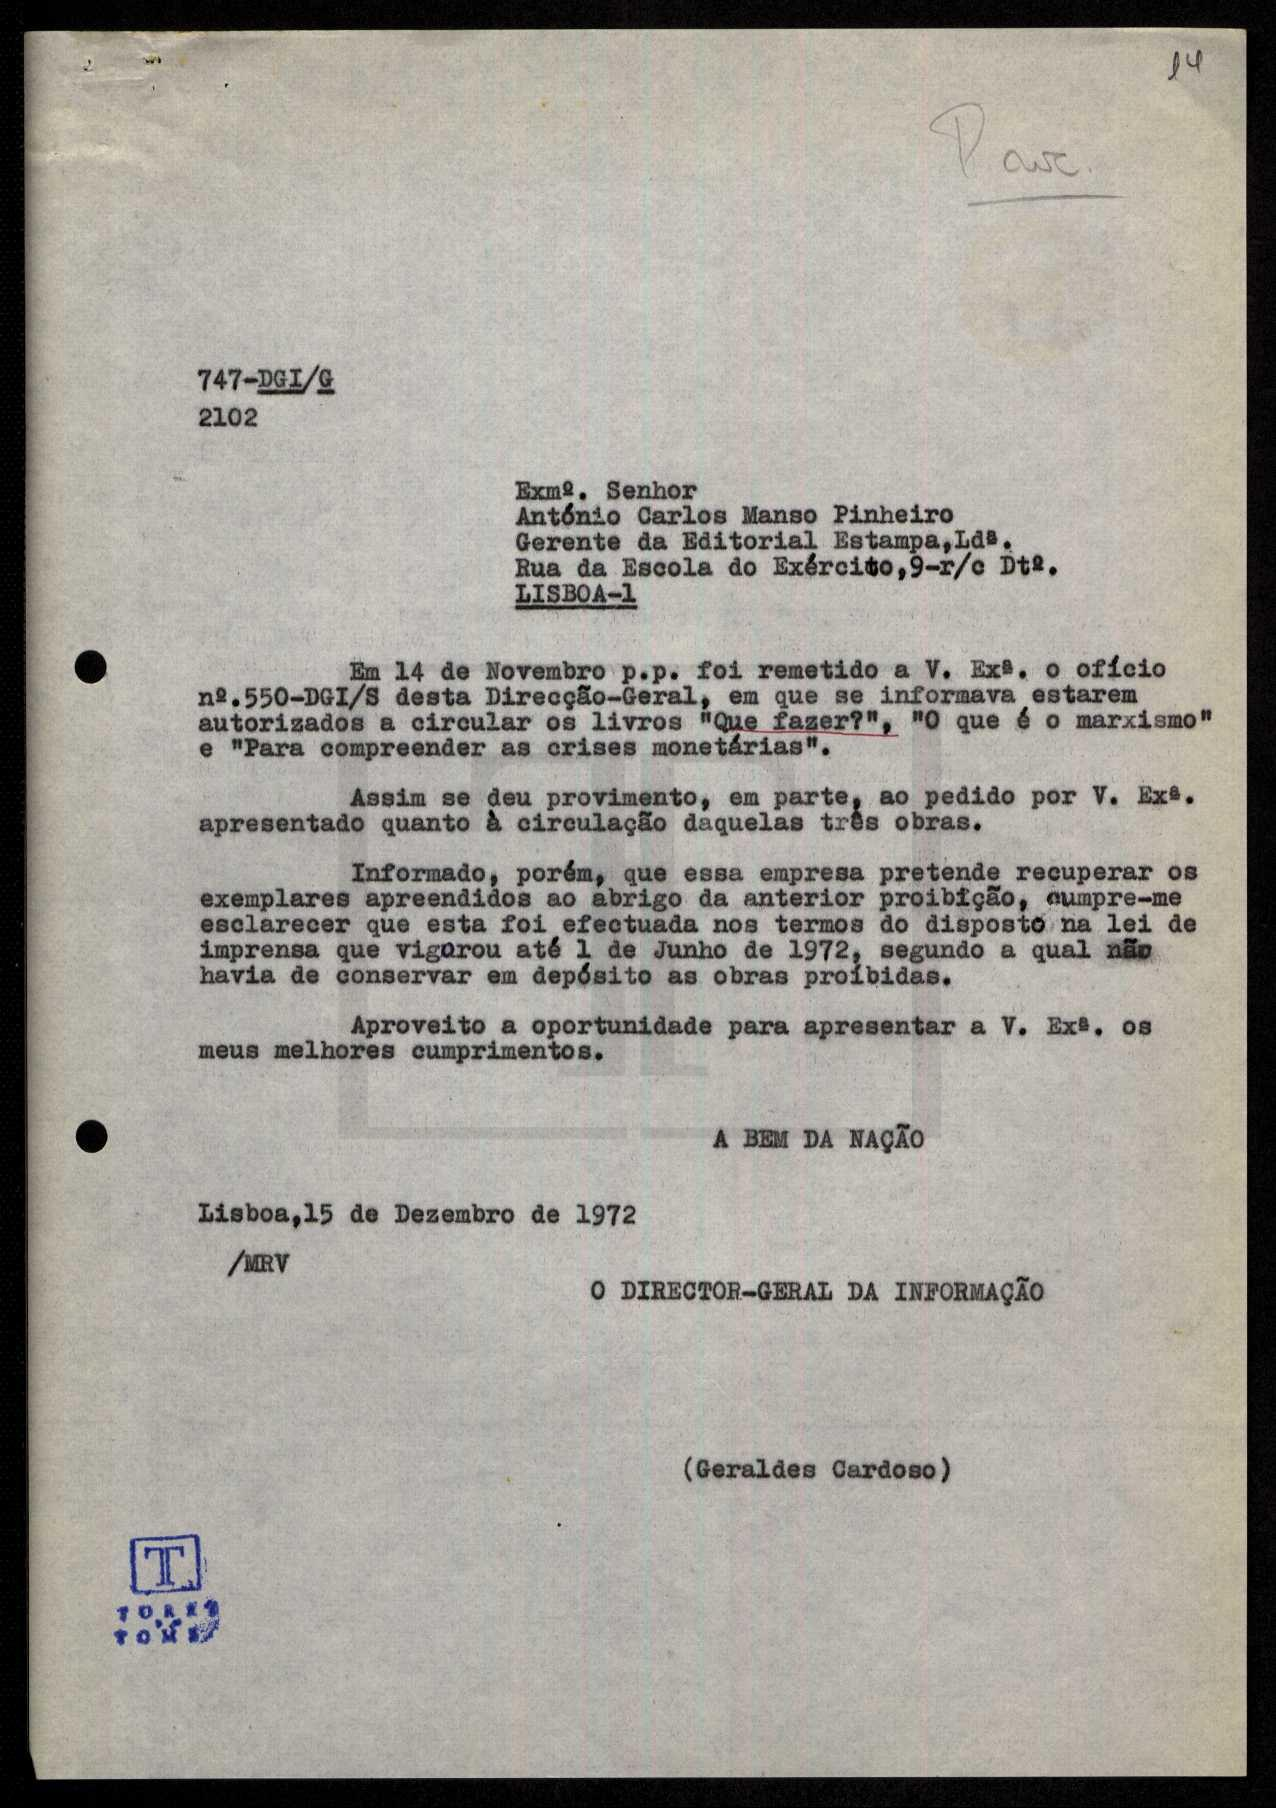 14
P arc.
747-DGI/G
2102
Exmº. Senhor
António Carlos Manso Pinheiro
Gerente da Editorial Estampa,Ldª.
Rua da Escola do Exército,9-r/c Dtº.
LISBOA-1
Em 14 de Novembro p.p. foi remetido a V. Exª. o ofício
nº.550-DGI/S desta Direcção-Geral, em que se informava estarem
autorizados a circular os livros "Que fazer?", "O que é o marxismo"
e "Para compreender as crises monetárias".
Assim se deu provimento, em parte, ao pedido por V. Exª.
apresentado quanto à circulação daquelas três obras.
Informado, porém, que essa empresa pretende recuperar os
exemplares apreendidos ao abrigo da anterior proibição, cumpre-me
esclarecer que esta foi efectuada nos termos do disposto na lei de
imprensa que vigorou até 1 de Junho de 1972, segundo a qual não
havia de conservar em depósito as obras proíbidas.
Aproveito a oportunidade para apresentar a V. Exª. os
meus melhores cumprimentos.
A BEM DA NAÇÃO
Lisboa,15 de Dezembro de 1972
/MRV
O DIRECTOR-GERAL DA INFORMAÇÃO
(Geraldes Cardoso)
T
TORRE
TOMB